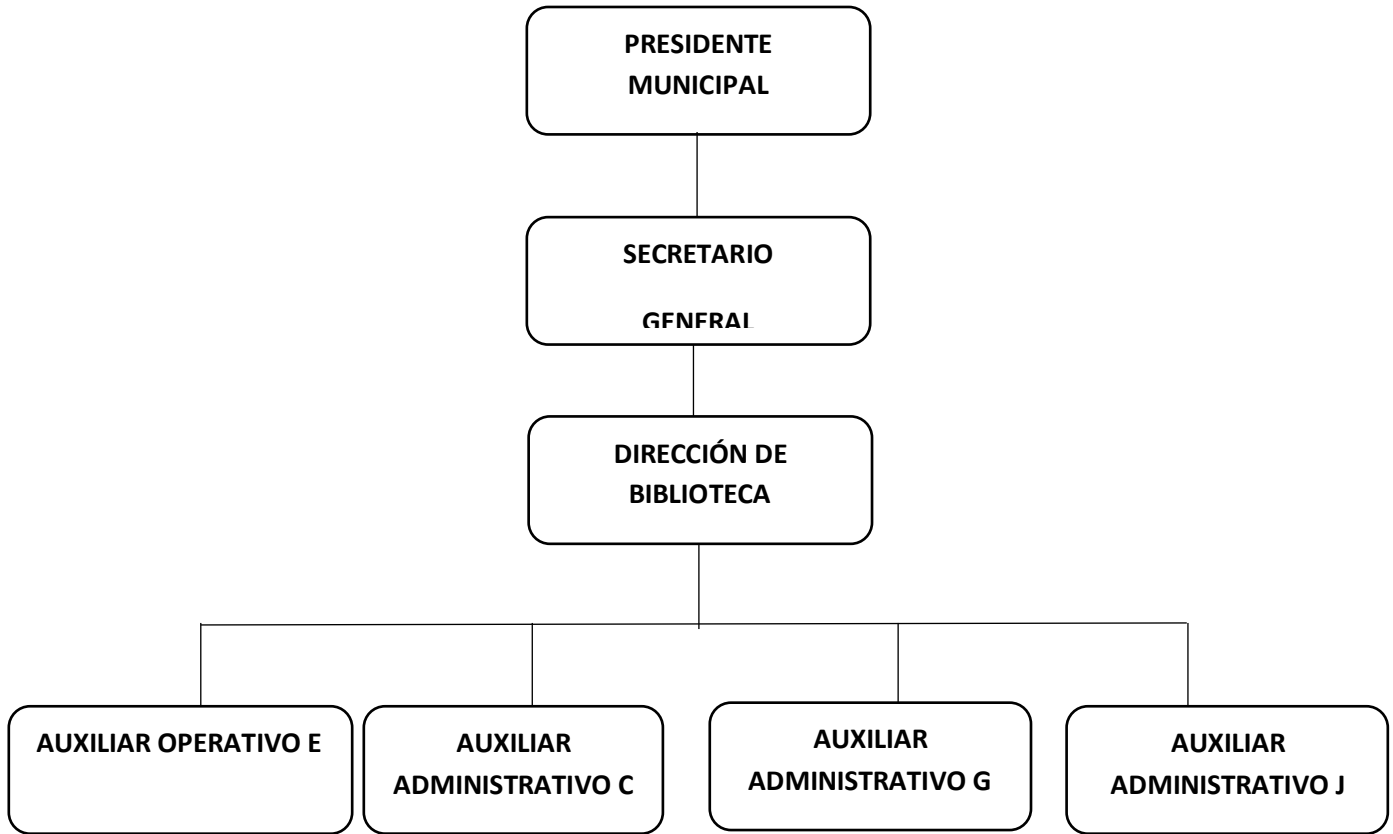 PRESIDENTE
MUNICIPAL
SECRETARIO
GENERAL
DIRECCIÓN DE
BIBLIOTECA
AUXILIAR OPERATIVO E
AUXILIAR
ADMINISTRATIVO C
AUXILIAR
ADMINISTRATIVO G
AUXILIAR
ADMINISTRATIVO J